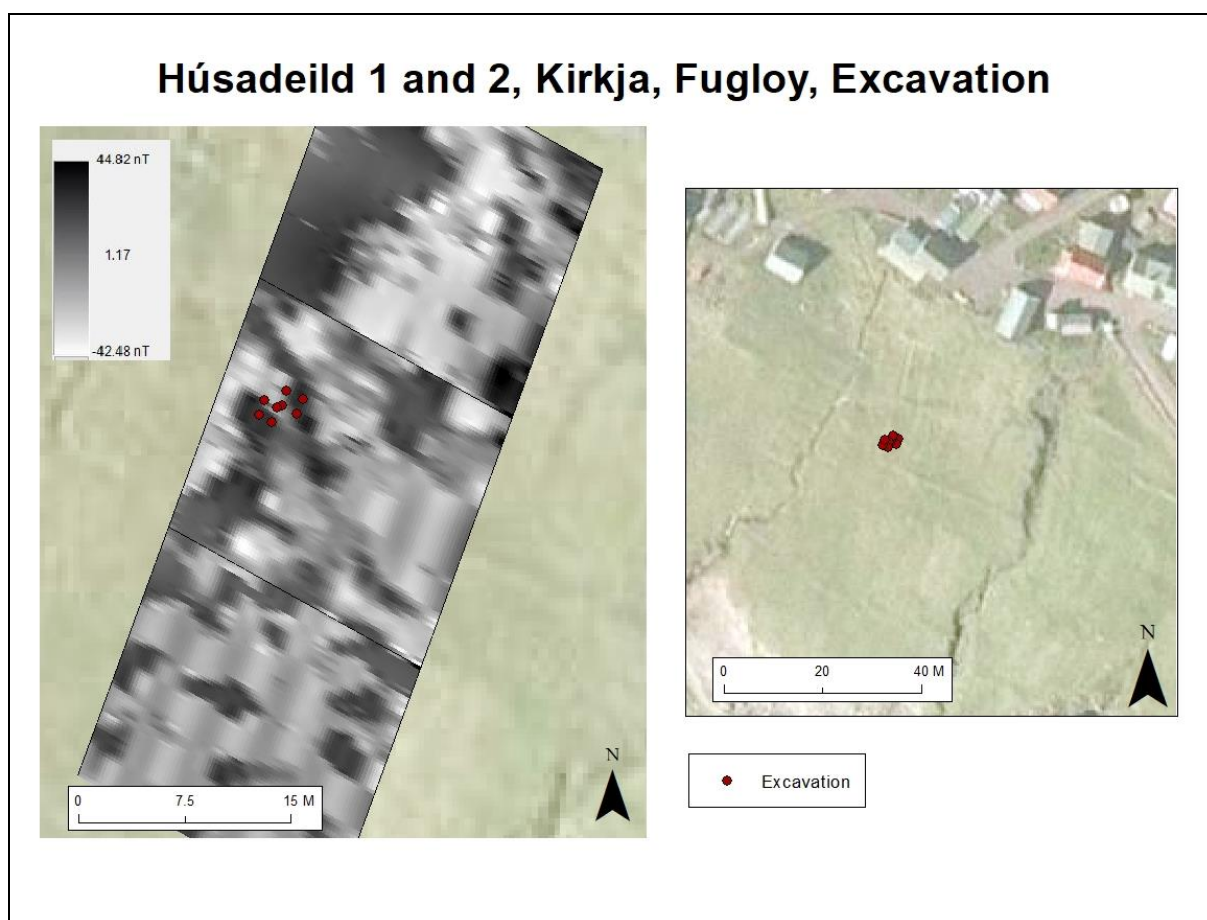 Húsadeild 1 and 2, Kirkja, Fugloy, Excavation
44.82 nT
1.17
-42.48 nT
N
0 7.5 15 M
N
0 20 40 M
Excavation